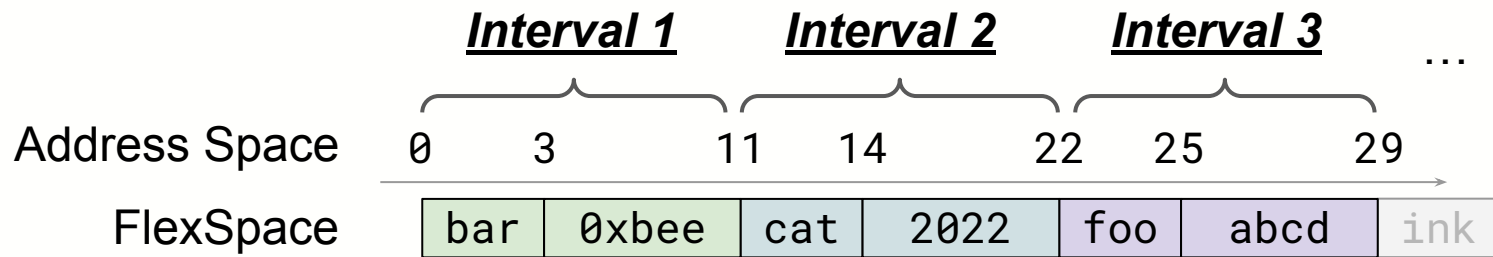 Interval 1 Interval 2 Interval 3 ...
Address Space 0 3 11 14 22 25 29
FlexSpace bar 0xbee cat 2022 foo abcd ink